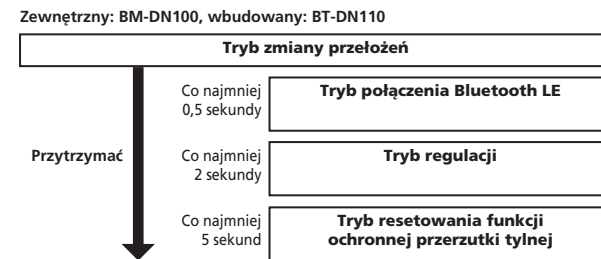 Zewnętrzny: BM-DN100, wbudowany: BT-DN110
Tryb zmiany przełożeń
Co najmniej
0,5 sekundy
Tryb połączenia Bluetooth LE
Przytrzymać
Co najmniej
2 sekundy
Tryb regulacji
Co najmniej
5 sekund
Tryb resetowania funkcji
ochronnej przerzutki tylnej